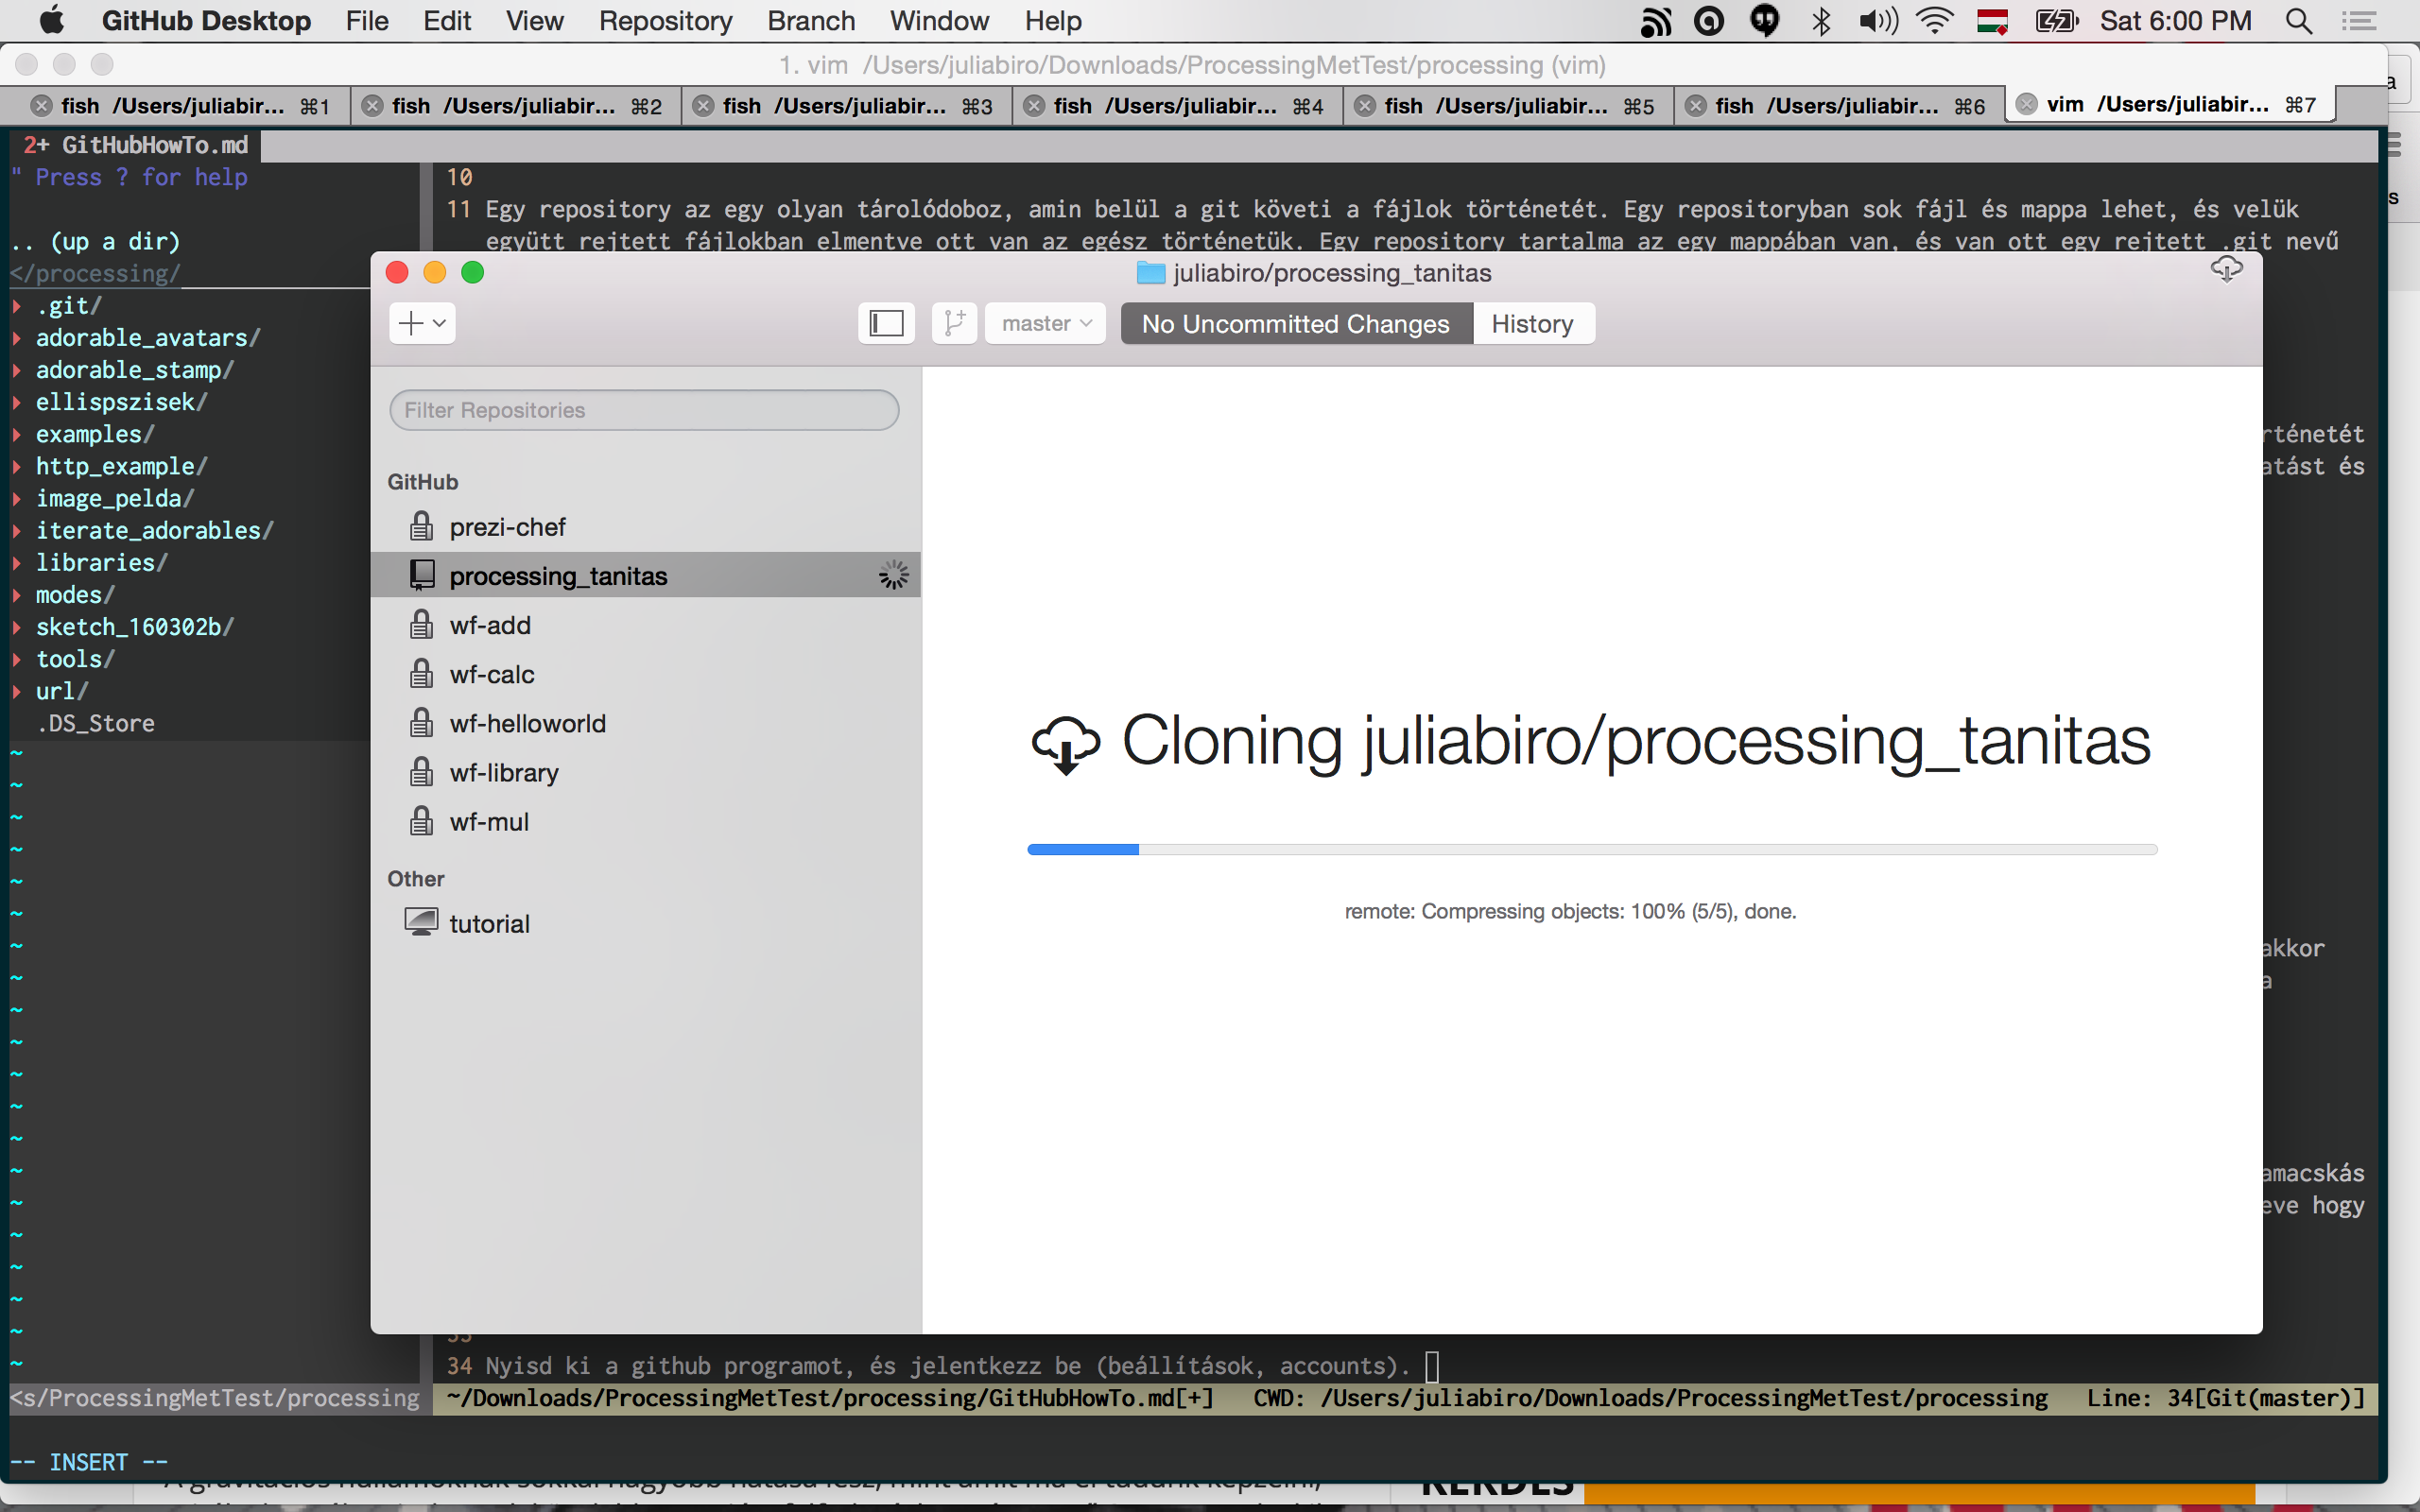 GitHub Desktop File Edit View Repository Branch Window Help Sat 6:00 PM
1. vim /Users/juliabiro/Downloads/ProcessingMetTest/processing (vim)
fish /Users/juliabir... ⌘1 fish /Users/juliabir... ⌘2 fish /Users/juliabir... ⌘3 fish /Users/juliabir... ⌘4 fish /Users/juliabir... ⌘5 fish /Users/juliabir... ⌘6 vim /Users/juliabir... ⌘7
2+ GitHubHowTo.md
" Press ? for help
.. (up a dir)
</processing/
.git/
adorable_avatars/
adorable_stamp/
ellispszisek/
examples/
http_example/
image_pelda/
iterate_adorables/
libraries/
modes/
sketch_160302b/
tools/
url/
.DS_Store
10
11 Egy repository az egy olyan tárolódoboz, amin belül a git követi a fájlok történetét. Egy repositoryban sok fájl és mappa lehet, és velük
együtt rejtett fájlokban elmentve ott van az egész történetük. Egy repository tartalma az egy mappában van, és van ott egy rejtett .git nevű
juliabiro/processing_tanitas
master No Uncommitted Changes History
Filter Repositories
GitHub
prezi-chef
processing_tanitas
wf-add
wf-calc
wf-helloworld
wf-library
wf-mul
Other
tutorial
Cloning juliabiro/processing_tanitas
remote: Compressing objects: 100% (5/5), done.
rténetét
atást és
akkor
a
amacskás
eve hogy
34 Nyisd ki a github programot, és jelentkezz be (beállítások, accounts).
<s/ProcessingMetTest/processing ~/Downloads/ProcessingMetTest/processing/GitHubHowTo.md[+] CWD: /Users/juliabiro/Downloads/ProcessingMetTest/processing Line: 34[Git(master)]
-- INSERT --